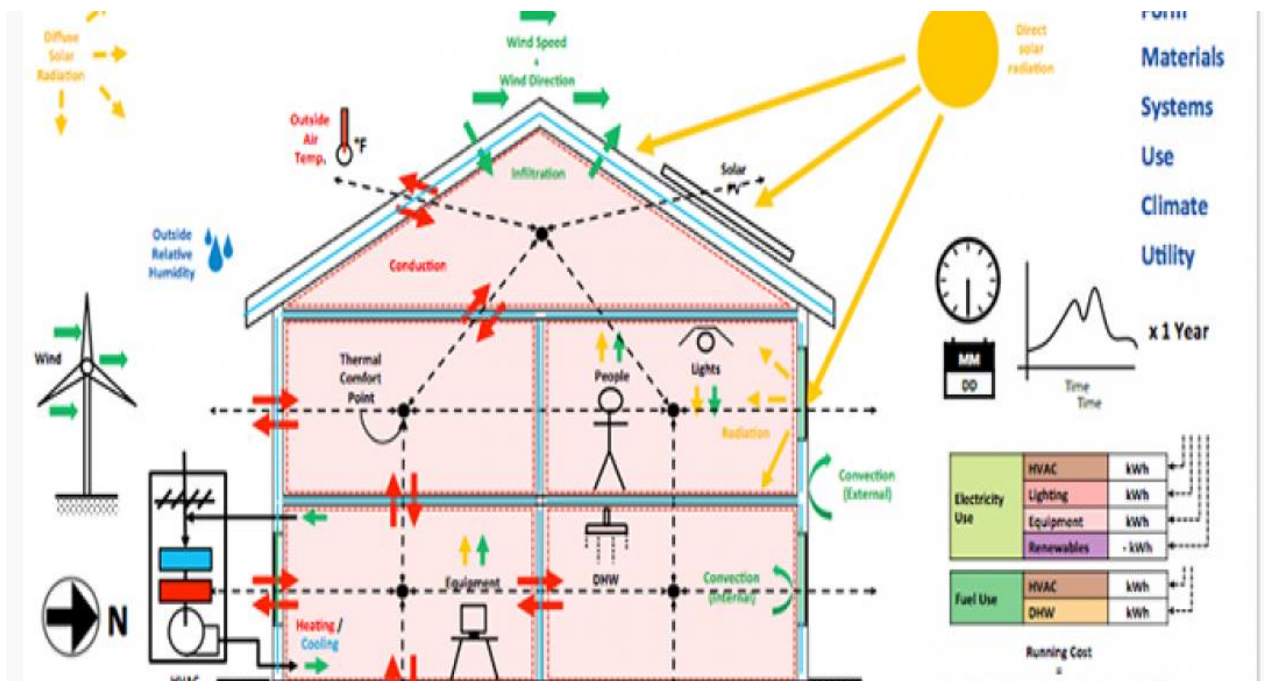 Diffuse
Solar
Radiation
Wind Speed
+
Wind Direction
Direct
solar
radiation
Form
Materials
Systems
Use
Climate
Utility
Outside
Air
Temp.
°F
Infiltration
Solar
PV
Outside
Relative
Humidity
Conduction
Wind
Thermal
Comfort
Point
People
Lights
Radiation
Convection
(External)
MM
DD
x 1 Year
Time
Time
Electricity
Use
HVAC kWh
Lighting kWh
Equipment kWh
Renewables - kWh
Fuel Use
HVAC kWh
DHW kWh
Running Cost
=
N
Equipment
DHW
Convection
(Internal)
Heating /
Cooling
HVAC